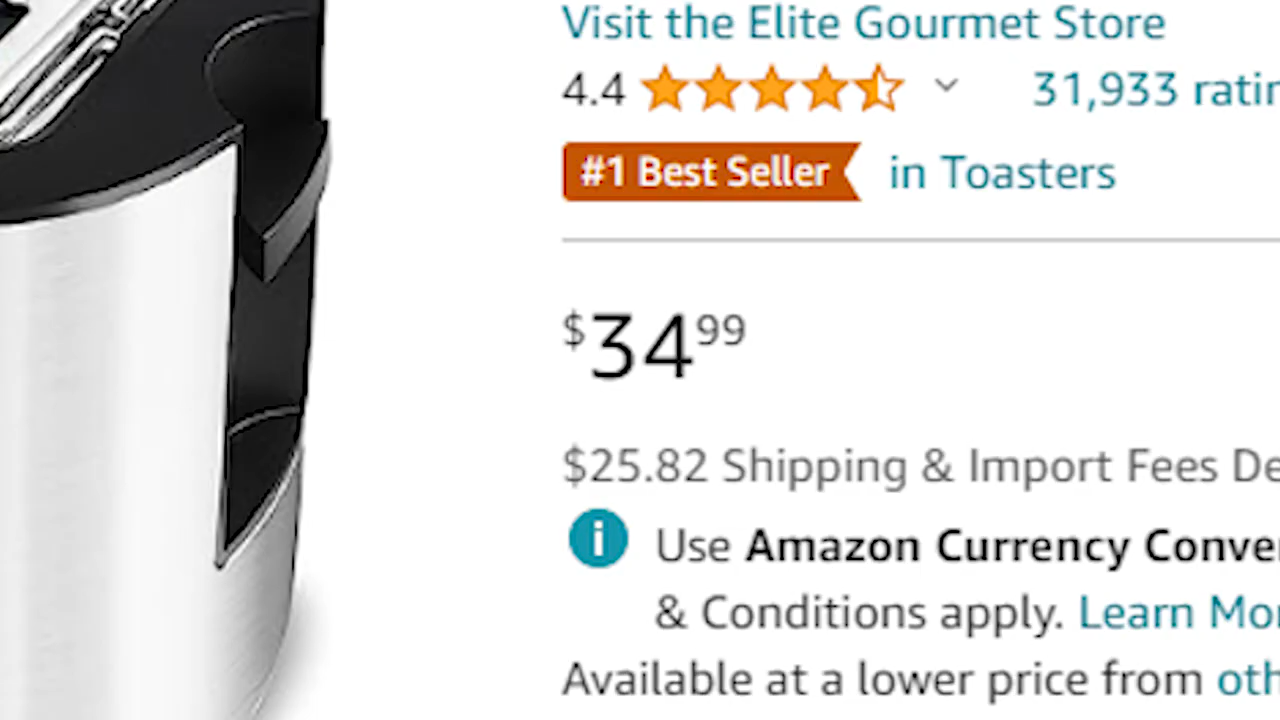 Visit the Elite Gourmet Store
4.4 31,933
#1 Best Seller in Toasters
$34.99
$25.82 Shipping & Import Fees
Use Amazon Currency
& Conditions apply. Learn
Available at a lower price from